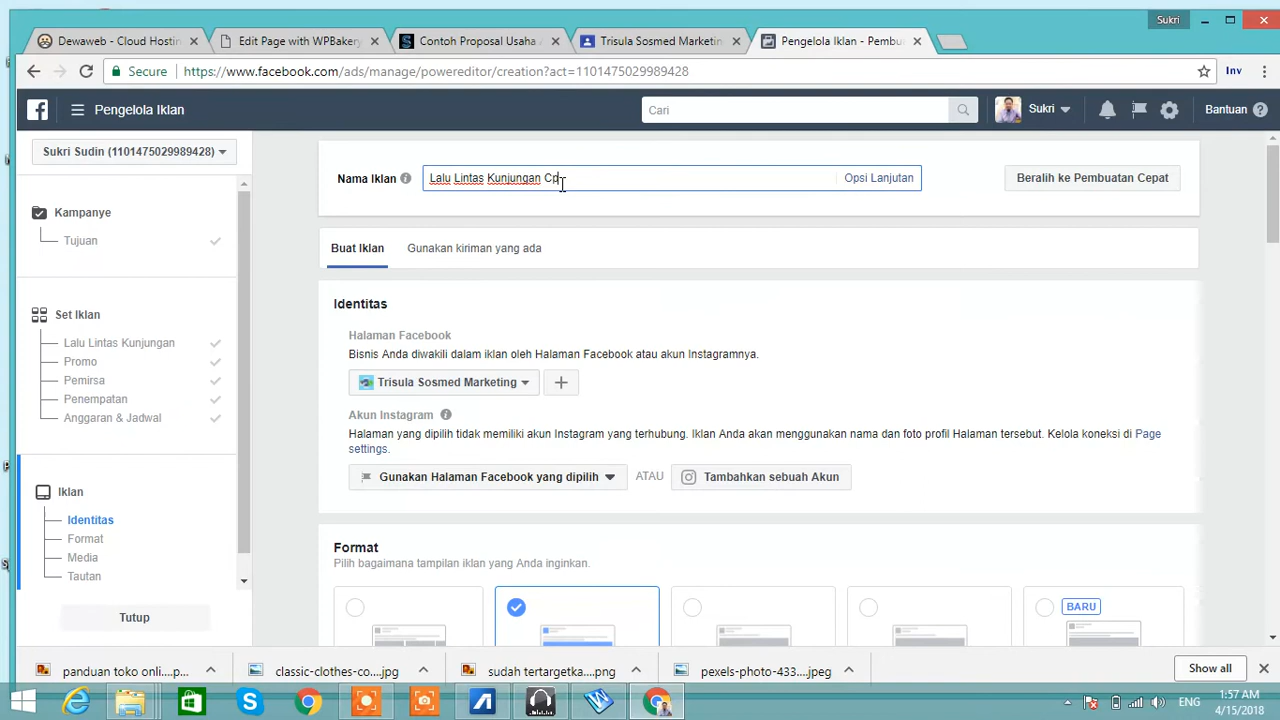 Sukri
Dewaweb - Cloud Hostin
Edit Page with WPBakery
Contoh Proposal Usaha
Trisula Sosmed Marketin
Pengelola Iklan - Pembu
Secure
https://www.facebook.com/ads/manage/powereditor/creation?act=1101475029989428
Inv
Pengelola Iklan
Cari
Sukri
Bantuan
Sukri Sudin (1101475029989428)
Nama Iklan
Lalu Lintas Kunjungan Cp
Opsi Lanjutan
Beralih ke Pembuatan Cepat
Kampanye
Tujuan
Buat Iklan
Gunakan kiriman yang ada
Set Iklan
Lalu Lintas Kunjungan
Promo
Pemirsa
Penempatan
Anggaran & Jadwal
Identitas
Halaman Facebook
Bisnis Anda diwakili dalam iklan oleh Halaman Facebook atau akun Instagramnya.
Trisula Sosmed Marketing
Akun Instagram
Halaman yang dipilih tidak memiliki akun Instagram yang terhubung. Iklan Anda akan menggunakan nama dan foto profil Halaman tersebut. Kelola koneksi di Page
settings.
Gunakan Halaman Facebook yang dipilih
ATAU
Tambahkan sebuah Akun
Iklan
Identitas
Format
Media
Tautan
Tutup
Format
Pilih bagaimana tampilan iklan yang Anda inginkan.
BARU
panduan toko onli....p...
classic-clothes-co....jpg
sudah tertargetka....png
pexels-photo-433....jpeg
Show all
ENG
1:57 AM
4/15/2018